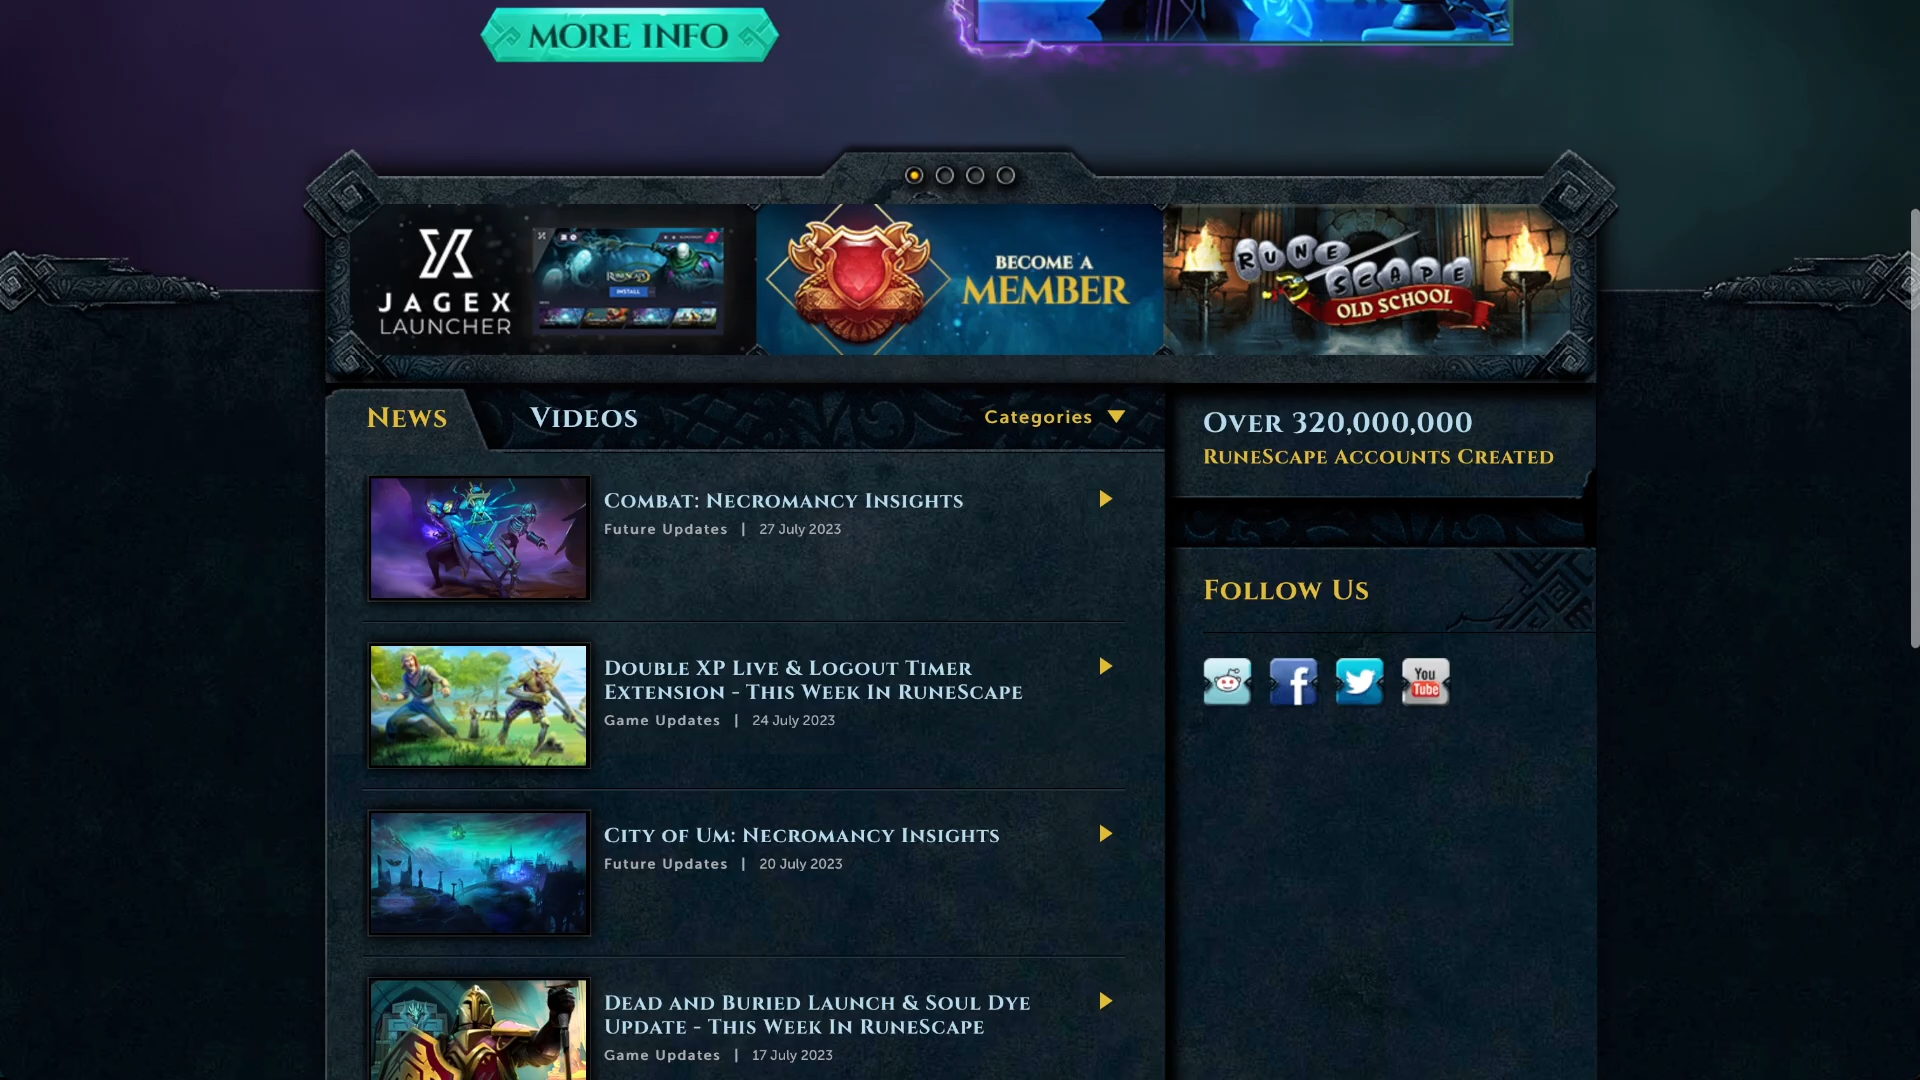 MORE INFO
JAGEX
LAUNCHER
RUNESCAPE
INSTALL
BECOME A
MEMBER
RUNE
SCAPE
OLD SCHOOL
NEWS
VIDEOS
Categories
OVER 320,000,000
RUNESCAPE ACCOUNTS CREATED
COMBAT: NECROMANCY INSIGHTS
Future Updates | 27 July 2023
FOLLOW US
You
Tube
DOUBLE XP LIVE & LOGOUT TIMER
EXTENSION - THIS WEEK IN RUNESCAPE
Game Updates | 24 July 2023
CITY OF UM: NECROMANCY INSIGHTS
Future Updates | 20 July 2023
DEAD AND BURIED LAUNCH & SOUL DYE
UPDATE - THIS WEEK IN RUNESCAPE
Game Updates | 17 July 2023